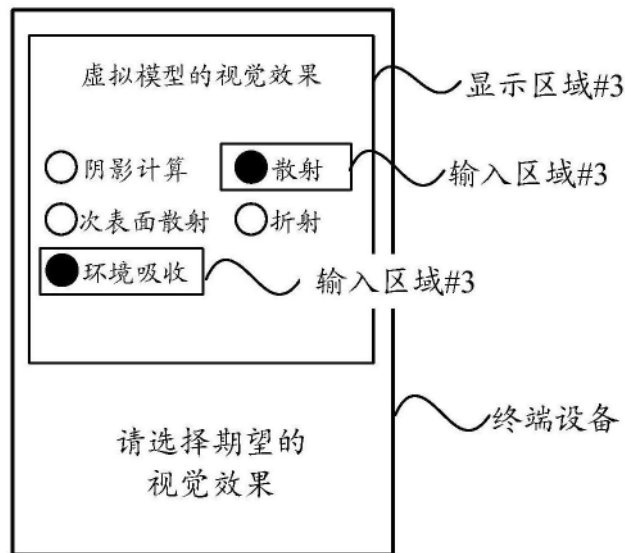 虚拟模型的视觉效果
显示区域#3
阴影计算 散射
输入区域#3
次表面散射 折射
环境吸收
输入区域#3
终端设备
请选择期望的
视觉效果